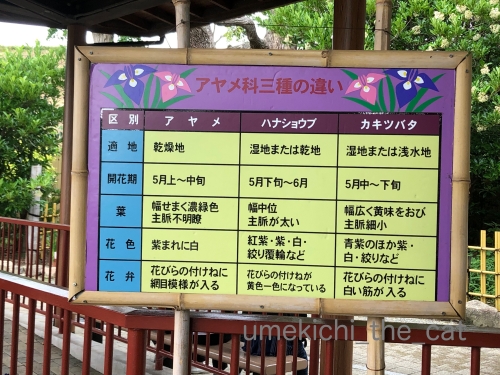 アヤメ科三種の違い
区別 アヤメ ハナショウブ カキツバタ
適地 乾燥地 湿地または乾地 湿地または浅水地
開花期 5月上〜中旬 5月下旬〜6月 5月中〜下旬
葉 幅せまく濃緑色 幅中位 幅広く黄味をおび
主脈不明瞭 主脈が太い 主脈細小
花色 紫まれに白 紅紫・紫・白・ 青紫のほか紫・
絞り覆輪など 白・絞りなど
花弁 花びらの付けねに 花びらの付けねが 花びらの付けねに
網目模様が入る 黄色一色になっている 白い筋が入る
umekichi the cat